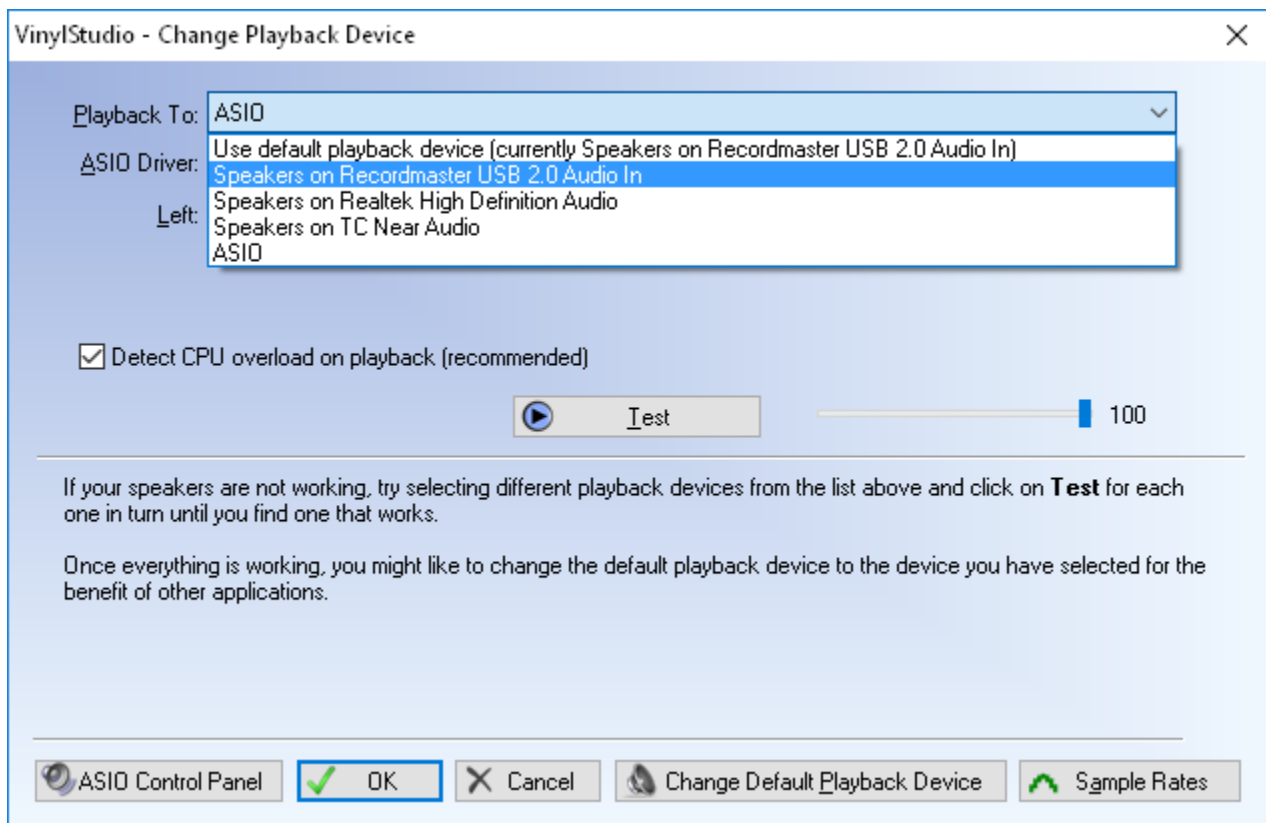 VinylStudio - Change Playback Device
Playback To: ASIO
Use default playback device (currently Speakers on Recordmaster USB 2.0 Audio In)
ASIO Driver:
Speakers on Recordmaster USB 2.0 Audio In
Speakers on Realtek High Definition Audio
Left:
Speakers on TC Near Audio
ASIO
Detect CPU overload on playback (recommended)
Test 100
If your speakers are not working, try selecting different playback devices from the list above and click on Test for each
one in turn until you find one that works.
Once everything is working, you might like to change the default playback device to the device you have selected for the
benefit of other applications.
ASIO Control Panel OK Cancel Change Default Playback Device Sample Rates